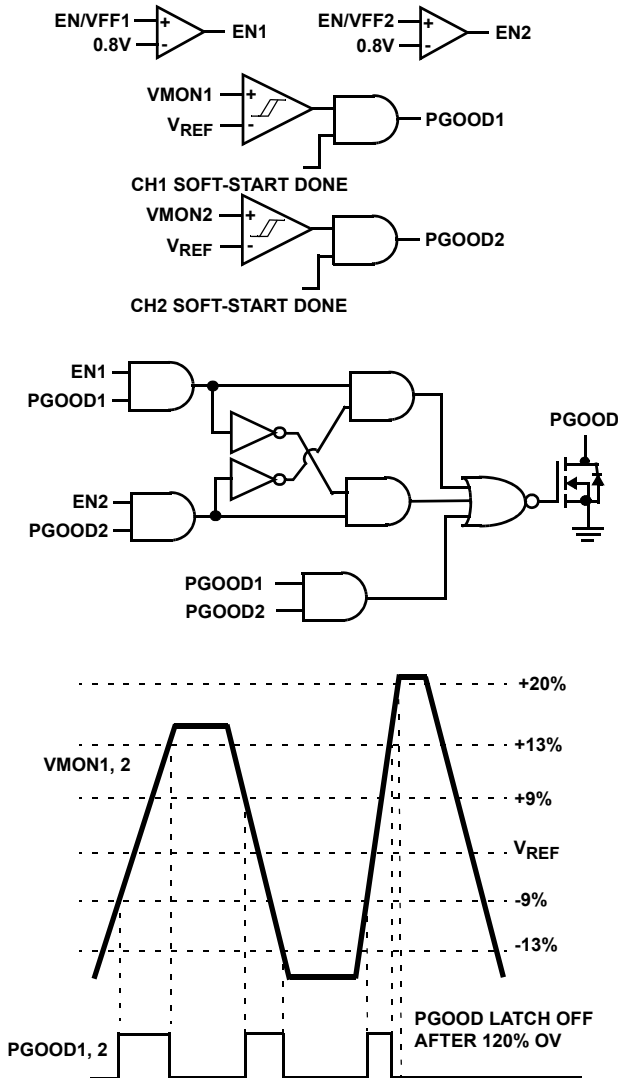 EN/VFF1
+
EN1
0.8V
-
EN/VFF2
+
EN2
0.8V
-
VMON1
+
VREF
-
PGOOD1
CH1 SOFT-START DONE
VMON2
+
VREF
-
PGOOD2
CH2 SOFT-START DONE
EN1
PGOOD1
PGOOD
EN2
PGOOD2
PGOOD1
PGOOD2
+20%
+13%
VMON1, 2
+9%
VREF
-9%
-13%
PGOOD LATCH OFF
AFTER 120% OV
PGOOD1, 2